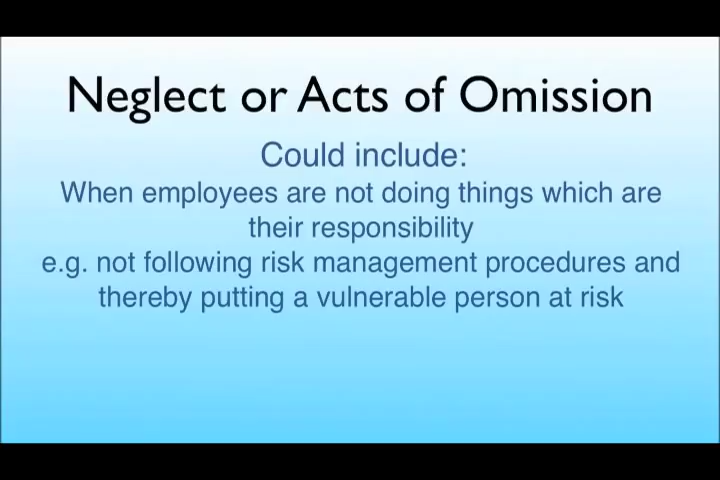 Neglect or Acts of Omission
Could include:
When employees are not doing things which are
their responsibility
e.g. not following risk management procedures and
thereby putting a vulnerable person at risk